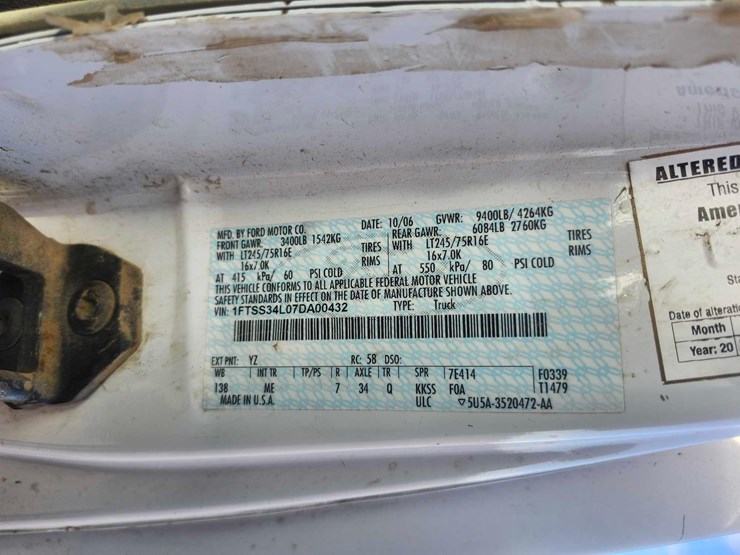 MFD. BY FORD MOTOR CO. DATE: 10/06 GVWR: 9400LB/ 4264KG
FRONT GAWR: 3400LB 1542KG REAR GAWR: 6084LB 2760KG
WITH LT245/75R16E TIRES WITH LT245/75R16E TIRES
16x7.0K RIMS 16x7.0K RIMS
AT 415 kPa/ 60 PSI COLD AT 550 kPa/ 80 PSI COLD
THIS VEHICLE CONFORMS TO ALL APPLICABLE FEDERAL MOTOR VEHICLE
SAFETY STANDARDS IN EFFECT ON THE DATE OF MANUFACTURE SHOWN ABOVE.
VIN: 1FTSS34L07DA00432 TYPE: Truck
EXT PNT: YZ RC: 58 DSO:
WB INT TR TP/PS R AXLE TR SPR 7E414 F0339
138 ME 7 34 Q KKSS F0A T1479
MADE IN U.S.A. ULC ▽5U5A-3520472-AA
ALTERED
This
Amer
Sta
Date of alterati
Month
Year: 20